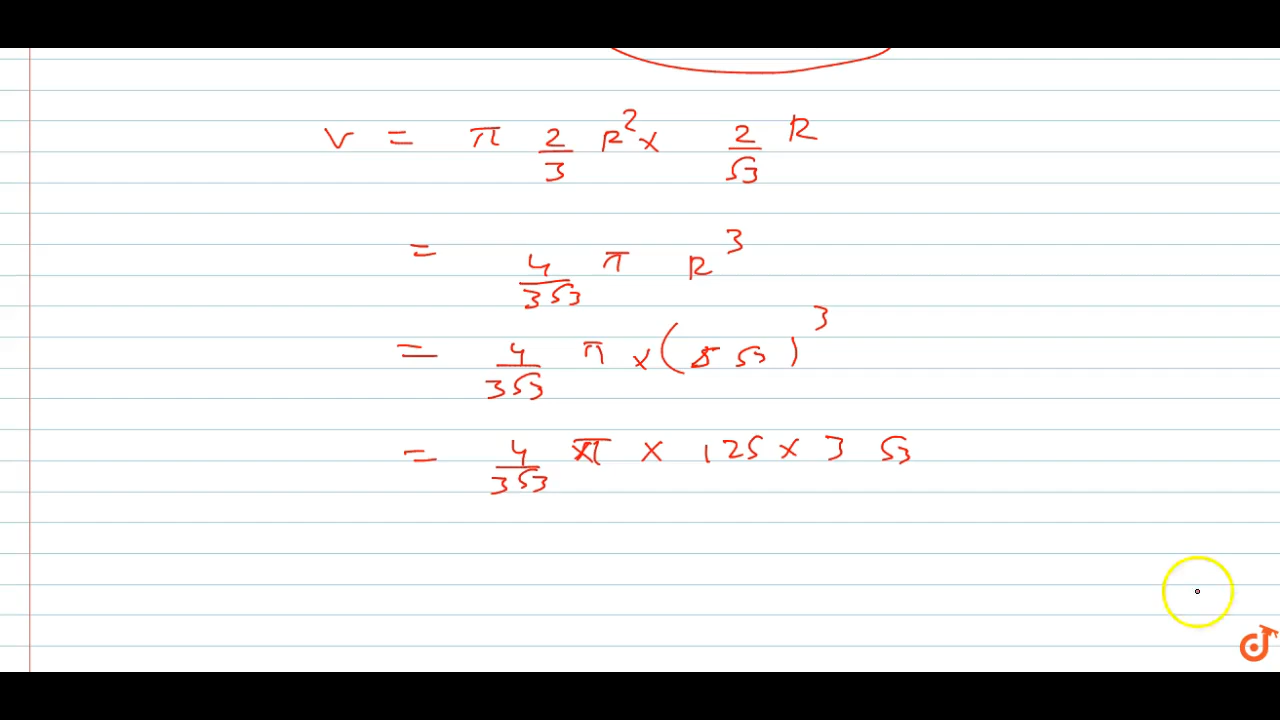 V = π 2/3 R² × 2/√3 R
= 4/3√3 π R³
= 4/3√3 π × (5√3)³
= 4/3√3 π × 125 × 3 √3